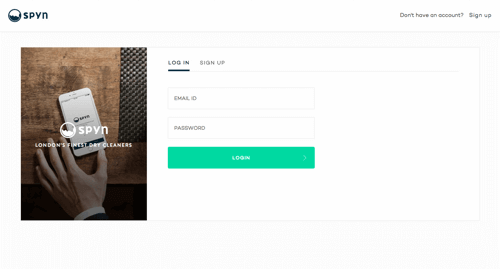 SPYN
Don't have an account? Sign up
LOG IN SIGN UP
EMAIL ID
PASSWORD
LOGIN
SPYN
LONDON'S FINEST DRY CLEANERS